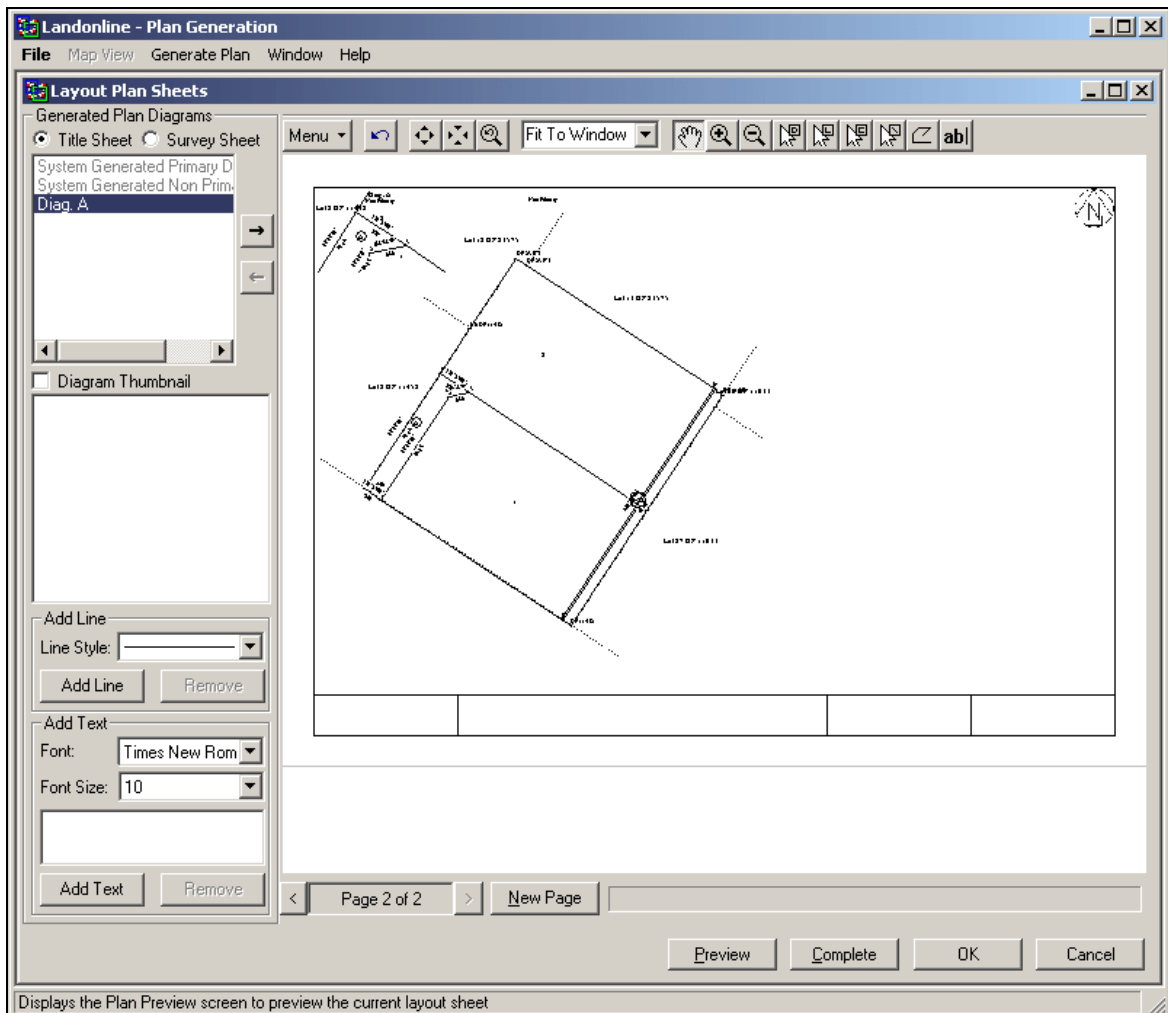 Landonline - Plan Generation
File Map View Generate Plan Window Help
Layout Plan Sheets
Generated Plan Diagrams
Title Sheet Survey Sheet
System Generated Primary D
System Generated Non Prim
Diag. A
Menu
Fit To Window
ab|
N
Diagram Thumbnail
Add Line
Line Style:
Add Line Remove
Add Text
Font: Times New Rom
Font Size: 10
Add Text Remove
< Page 2 of 2 > New Page
Preview Complete OK Cancel
Displays the Plan Preview screen to preview the current layout sheet